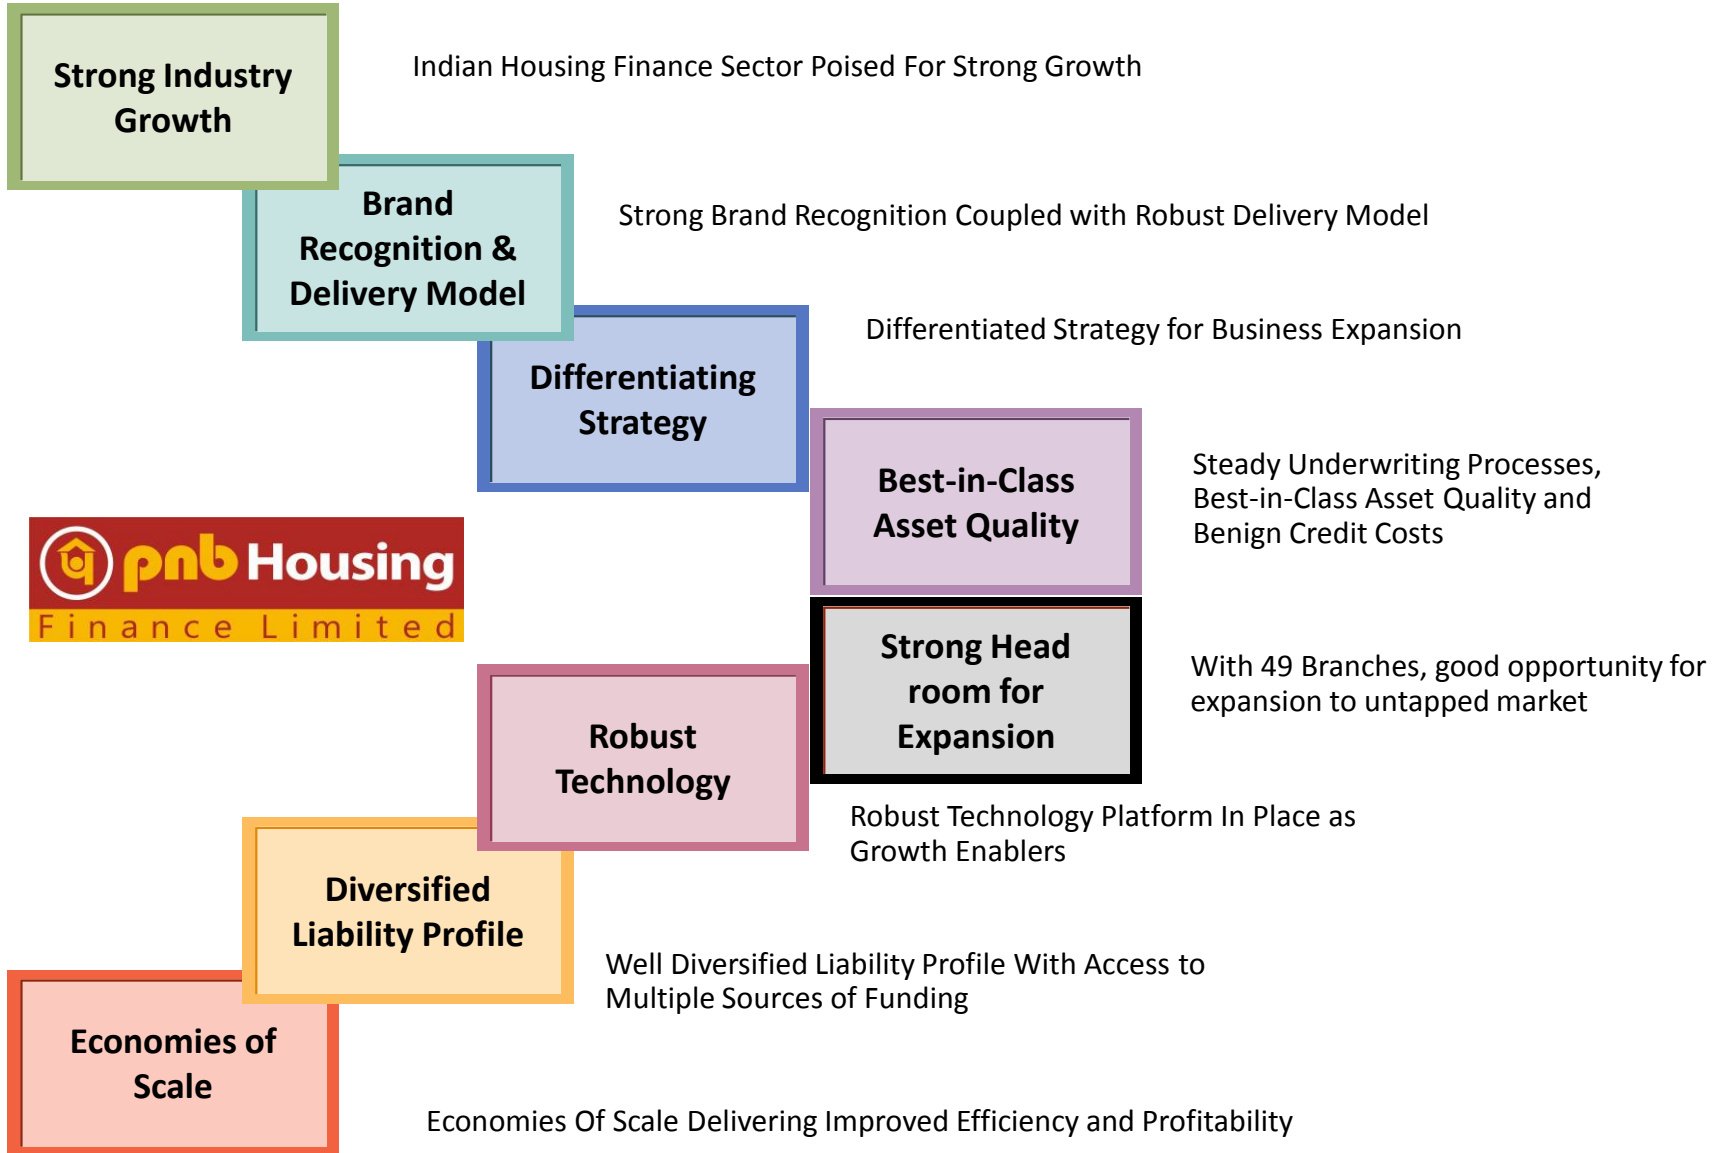 Strong Industry
Growth
Indian Housing Finance Sector Poised For Strong Growth
Brand
Recognition &
Delivery Model
Strong Brand Recognition Coupled with Robust Delivery Model
Differentiating
Strategy
Differentiated Strategy for Business Expansion
Best-in-Class
Asset Quality
Steady Underwriting Processes,
Best-in-Class Asset Quality and
Benign Credit Costs
pnb Housing
Finance Limited
Strong Head
room for
Expansion
With 49 Branches, good opportunity for
expansion to untapped market
Robust
Technology
Robust Technology Platform In Place as
Growth Enablers
Diversified
Liability Profile
Well Diversified Liability Profile With Access to
Multiple Sources of Funding
Economies of
Scale
Economies Of Scale Delivering Improved Efficiency and Profitability